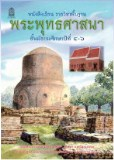 หนังสือเรียน รายวิชาพื้นฐาน
พระพุทธศาสนา
ชั้นมัธยมศึกษาปีที่ ๔-๖